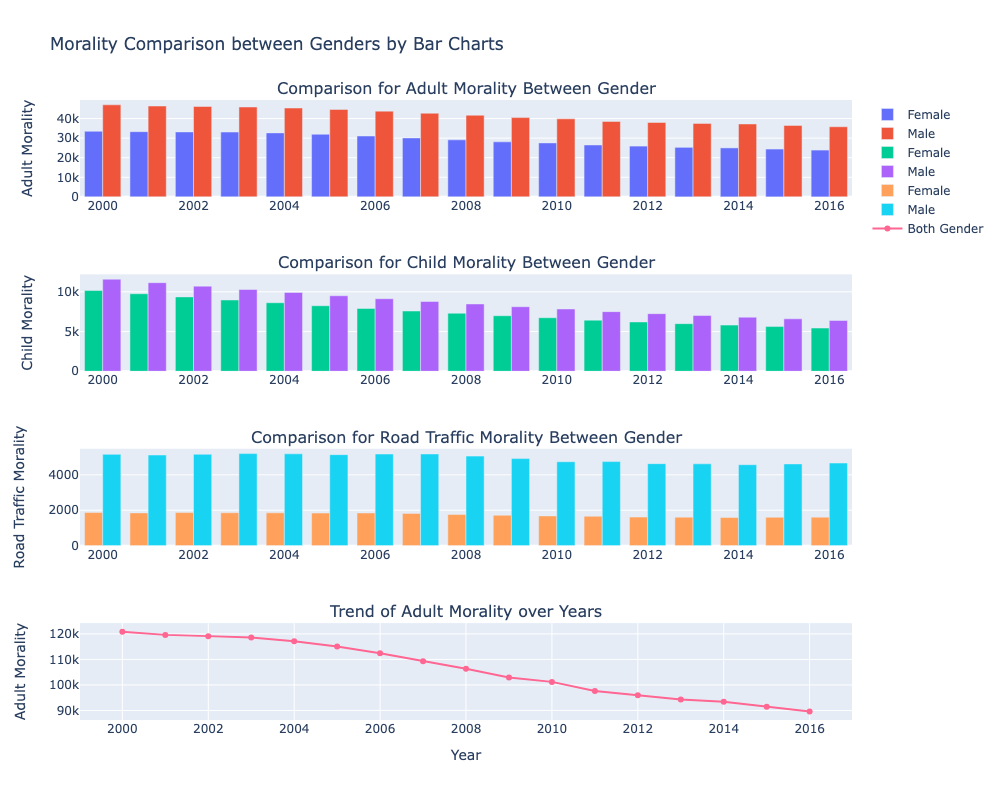 Morality Comparison between Genders by Bar Charts
Comparison for Adult Morality Between Gender
Adult Morality
40k
30k
20k
10k
0
2000 2002 2004 2006 2008 2010 2012 2014 2016
Female
Male
Female
Male
Female
Male
Both Gender
Comparison for Child Morality Between Gender
Child Morality
10k
5k
0
2000 2002 2004 2006 2008 2010 2012 2014 2016
Comparison for Road Traffic Morality Between Gender
Road Traffic Morality
4000
2000
0
2000 2002 2004 2006 2008 2010 2012 2014 2016
Trend of Adult Morality over Years
Adult Morality
120k
110k
100k
90k
2000 2002 2004 2006 2008 2010 2012 2014 2016
Year